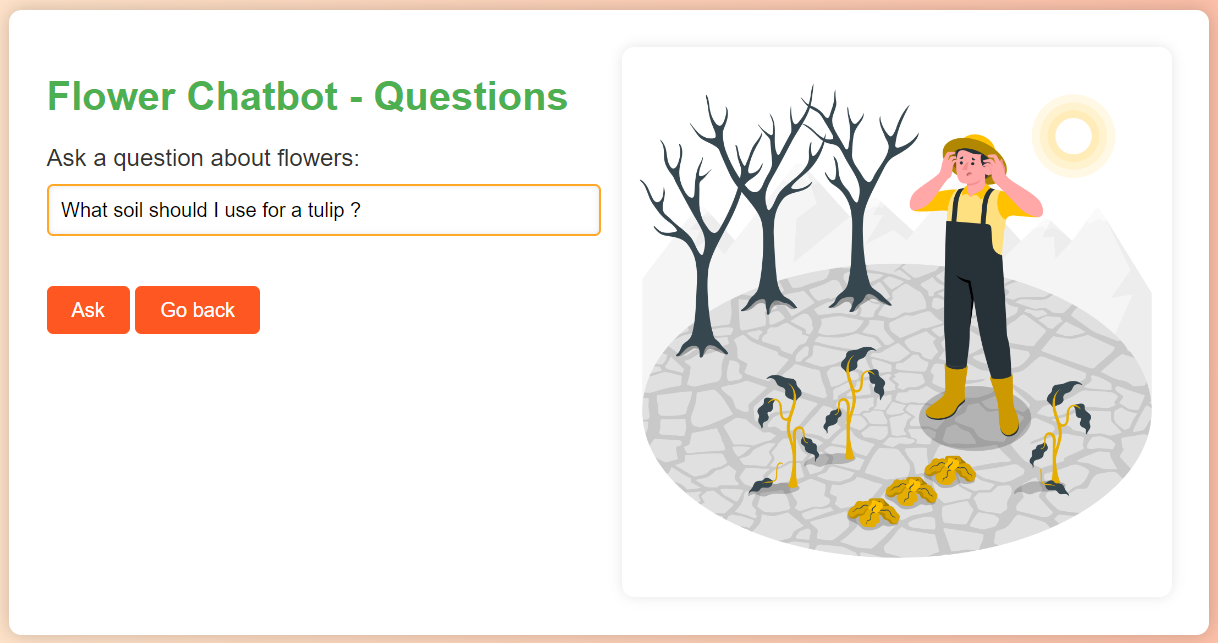 Flower Chatbot - Questions
Ask a question about flowers:
What soil should I use for a tulip ?
Ask
Go back